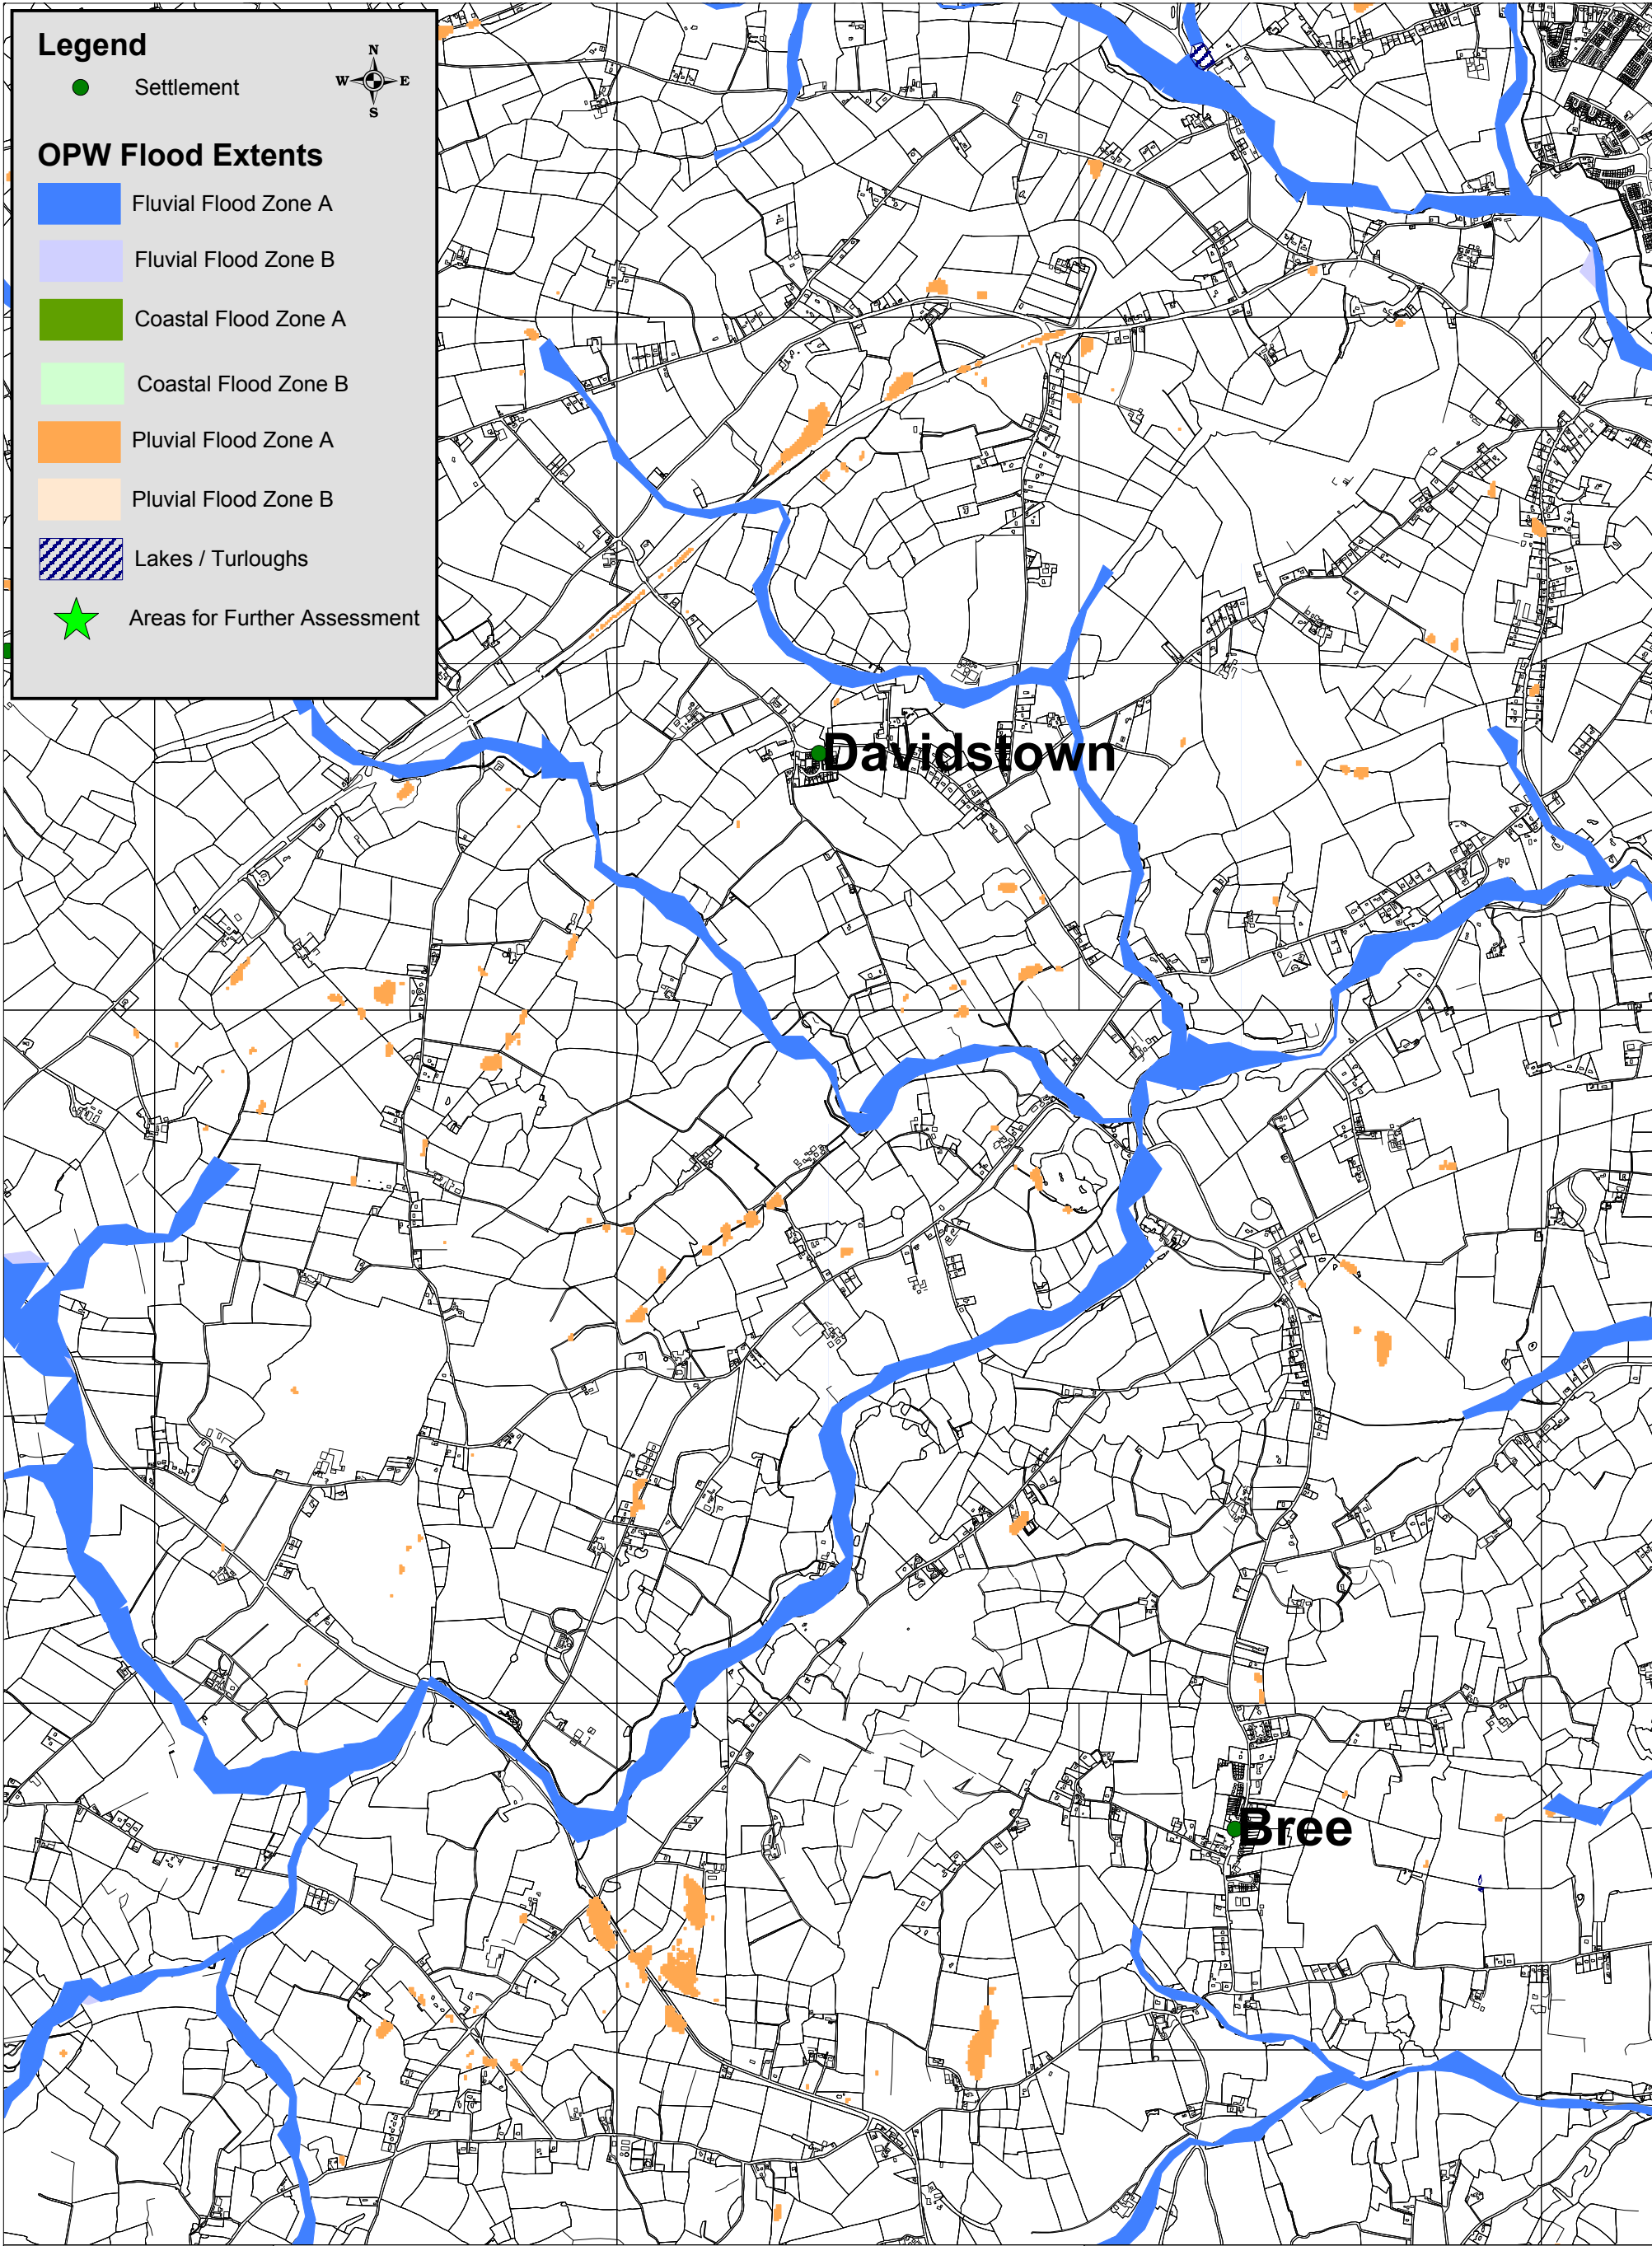 Legend
N
W E
S
Settlement
OPW Flood Extents
Fluvial Flood Zone A
Fluvial Flood Zone B
Coastal Flood Zone A
Coastal Flood Zone B
Pluvial Flood Zone A
Pluvial Flood Zone B
Lakes / Turloughs
Areas for Further Assessment
Davidstown
Bree